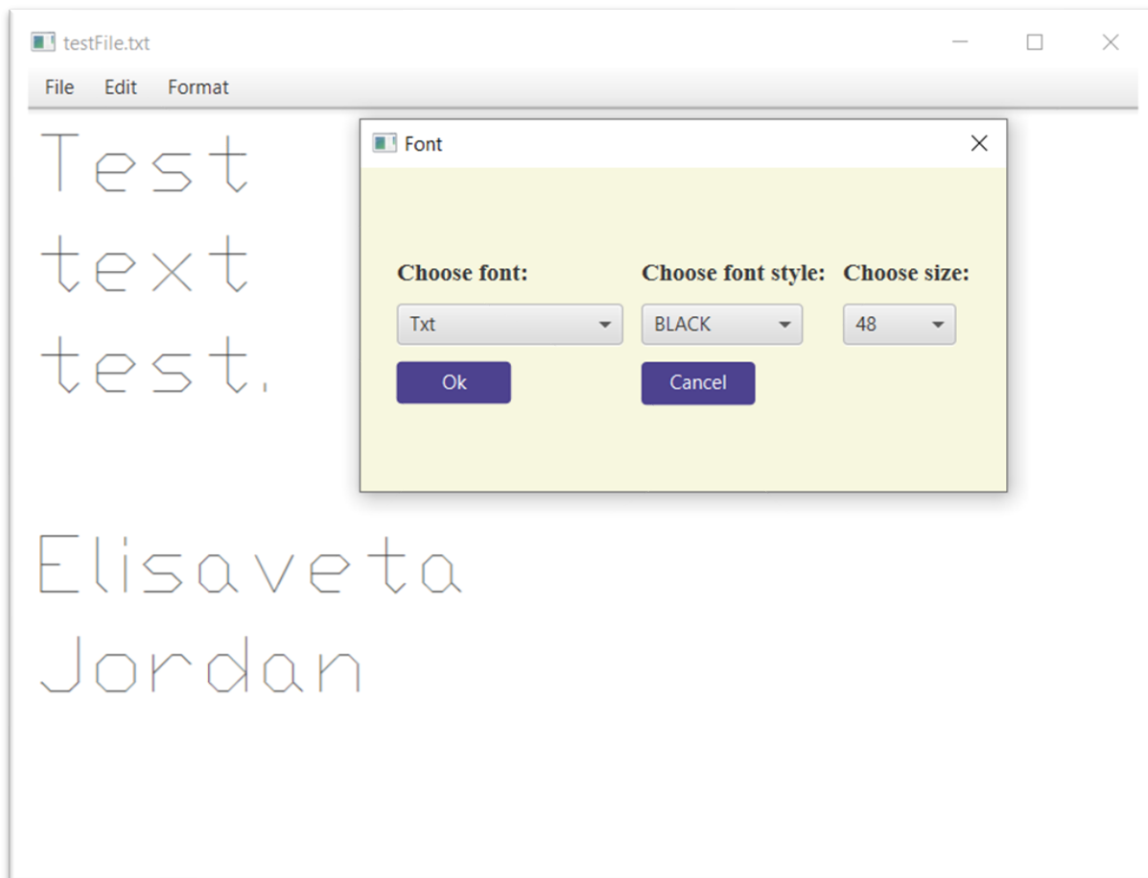 testFile.txt
File Edit Format
Font
Test
text
test.
Choose font: Choose font style: Choose size:
Txt BLACK 48
Ok Cancel
Elisaveta
Jordan